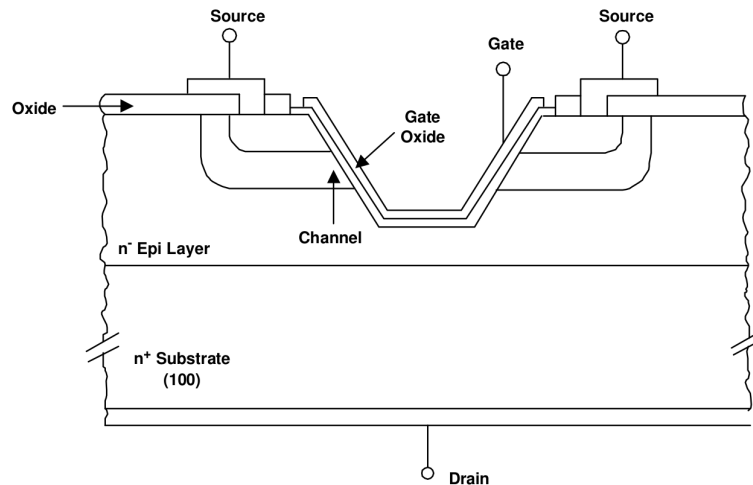 Source
Source
Gate
Oxide
Gate
Oxide
Channel
n- Epi Layer
n+ Substrate
(100)
Drain